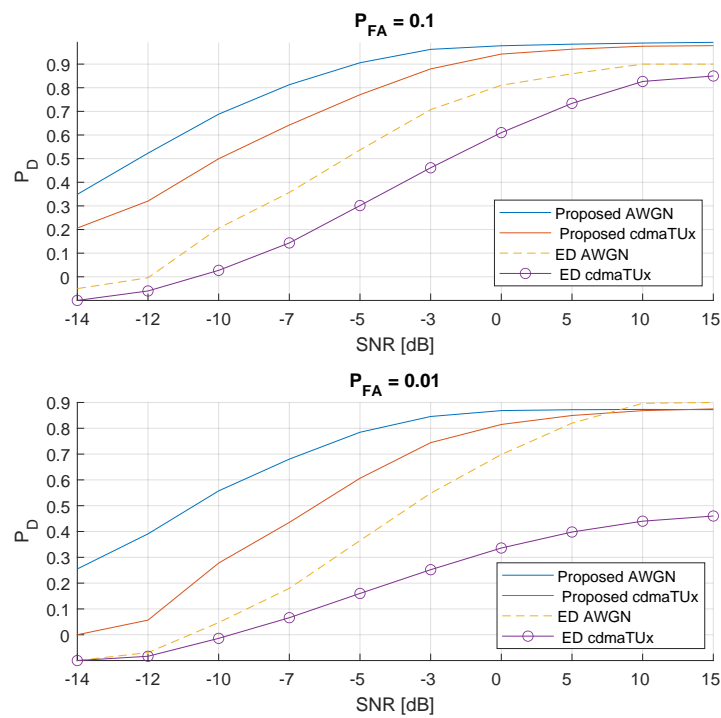 P_FA = 0.1
0.9
0.8
0.7
0.6
0.5
0.4
0.3
0.2
0.1
0
P_D
-14 -12 -10 -7 -5 -3 0 5 10 15
SNR [dB]
Proposed AWGN
Proposed cdmaTUx
ED AWGN
ED cdmaTUx
P_FA = 0.01
0.9
0.8
0.7
0.6
0.5
0.4
0.3
0.2
0.1
0
P_D
-14 -12 -10 -7 -5 -3 0 5 10 15
SNR [dB]
Proposed AWGN
Proposed cdmaTUx
ED AWGN
ED cdmaTUx